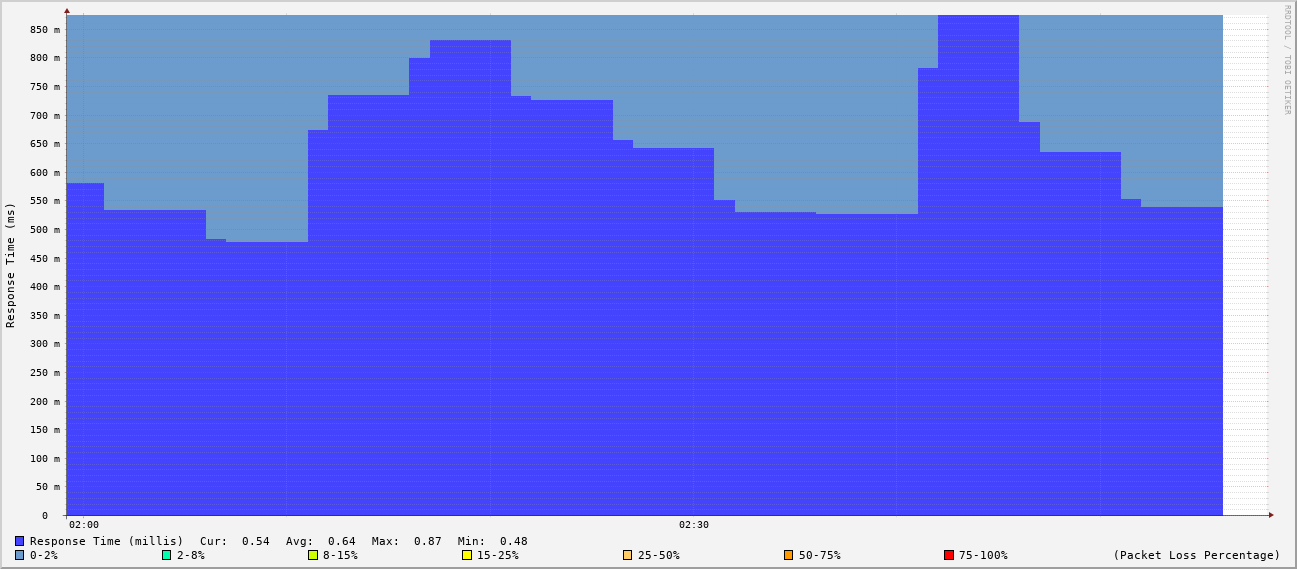 RRDTOOL / TOBI OETIKER
850 m
800 m
750 m
700 m
650 m
600 m
550 m
500 m
450 m
400 m
350 m
300 m
250 m
200 m
150 m
100 m
50 m
0
Response Time (ms)
02:00 02:30
Response Time (millis) Cur: 0.54 Avg: 0.64 Max: 0.87 Min: 0.48
0-2% 2-8% 8-15% 15-25% 25-50% 50-75% 75-100% (Packet Loss Percentage)